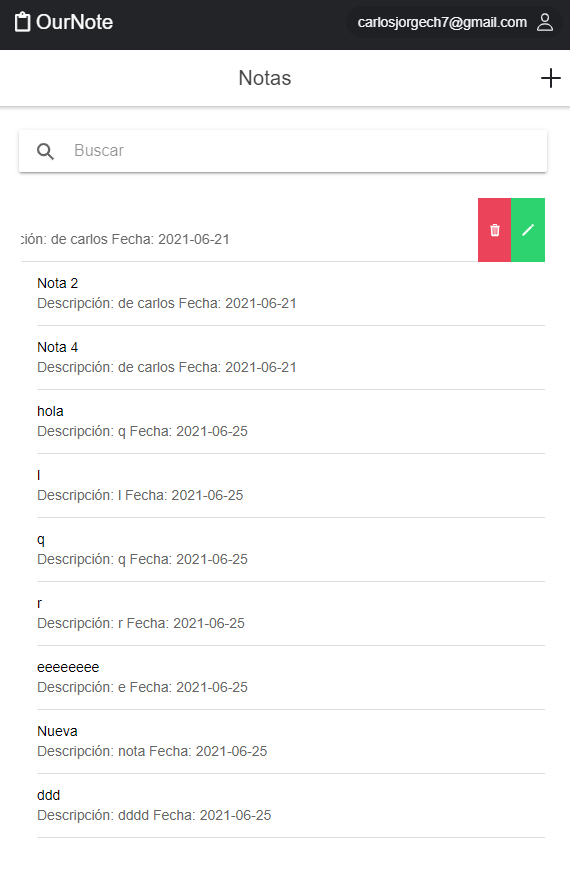 OurNote
carlosjorgech7@gmail.com
Notas
Buscar
ción: de carlos Fecha: 2021-06-21
Nota 2
Descripción: de carlos Fecha: 2021-06-21
Nota 4
Descripción: de carlos Fecha: 2021-06-21
hola
Descripción: q Fecha: 2021-06-25
l
Descripción: l Fecha: 2021-06-25
q
Descripción: q Fecha: 2021-06-25
r
Descripción: r Fecha: 2021-06-25
eeeeeeee
Descripción: e Fecha: 2021-06-25
Nueva
Descripción: nota Fecha: 2021-06-25
ddd
Descripción: dddd Fecha: 2021-06-25